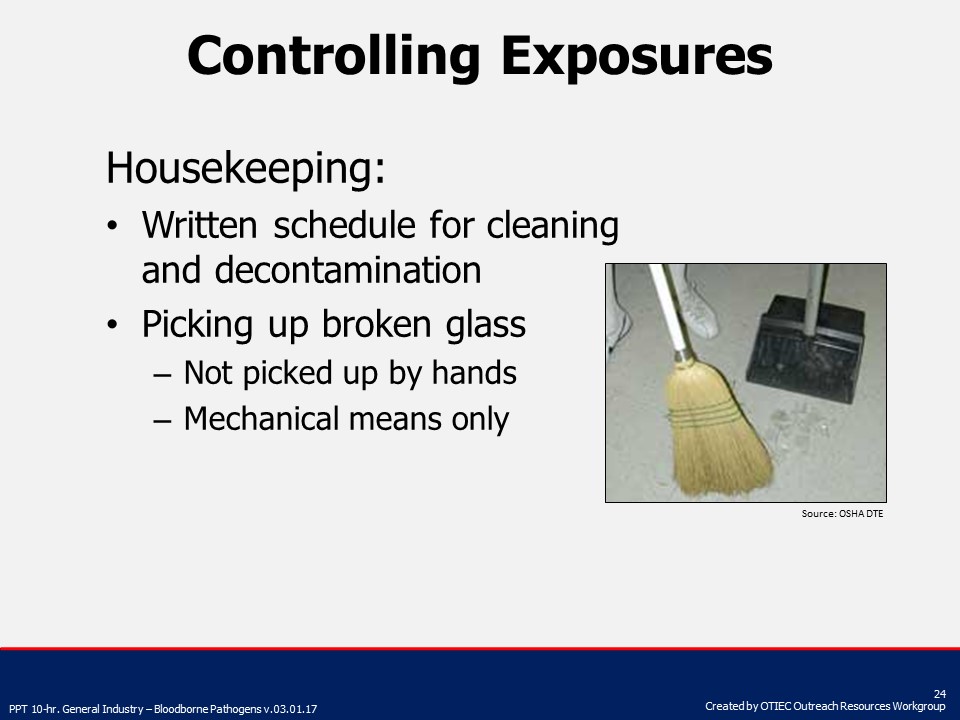 Controlling Exposures
Housekeeping:
• Written schedule for cleaning
and decontamination
• Picking up broken glass
– Not picked up by hands
– Mechanical means only
Source: OSHA DTE
24
PPT 10-hr. General Industry – Bloodborne Pathogens v.03.01.17
Created by OTIEC Outreach Resources Workgroup